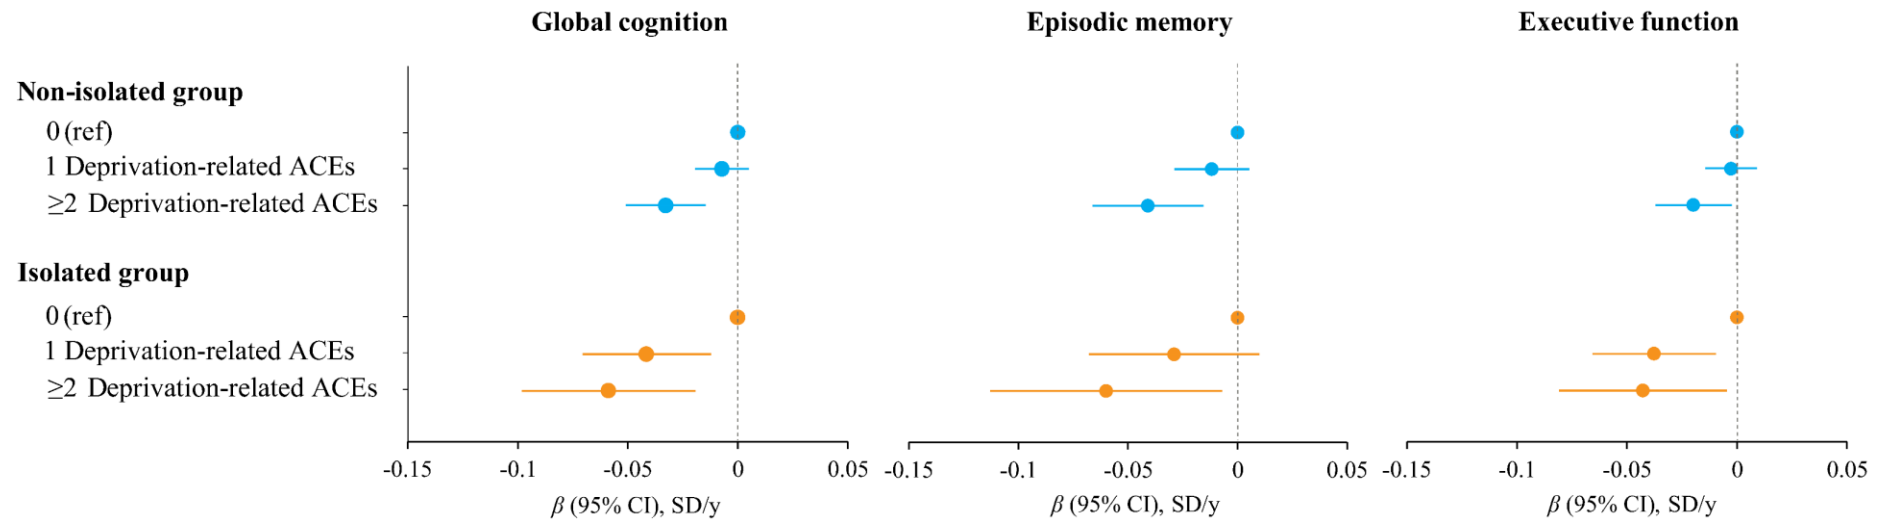 Global cognition
Episodic memory
Executive function
Non-isolated group
0 (ref)
1 Deprivation-related ACEs
≥2 Deprivation-related ACEs
Isolated group
0 (ref)
1 Deprivation-related ACEs
≥2 Deprivation-related ACEs
-0.15 -0.1 -0.05 0 0.05
β (95% CI), SD/y
-0.15 -0.1 -0.05 0 0.05
β (95% CI), SD/y
-0.15 -0.1 -0.05 0 0.05
β (95% CI), SD/y